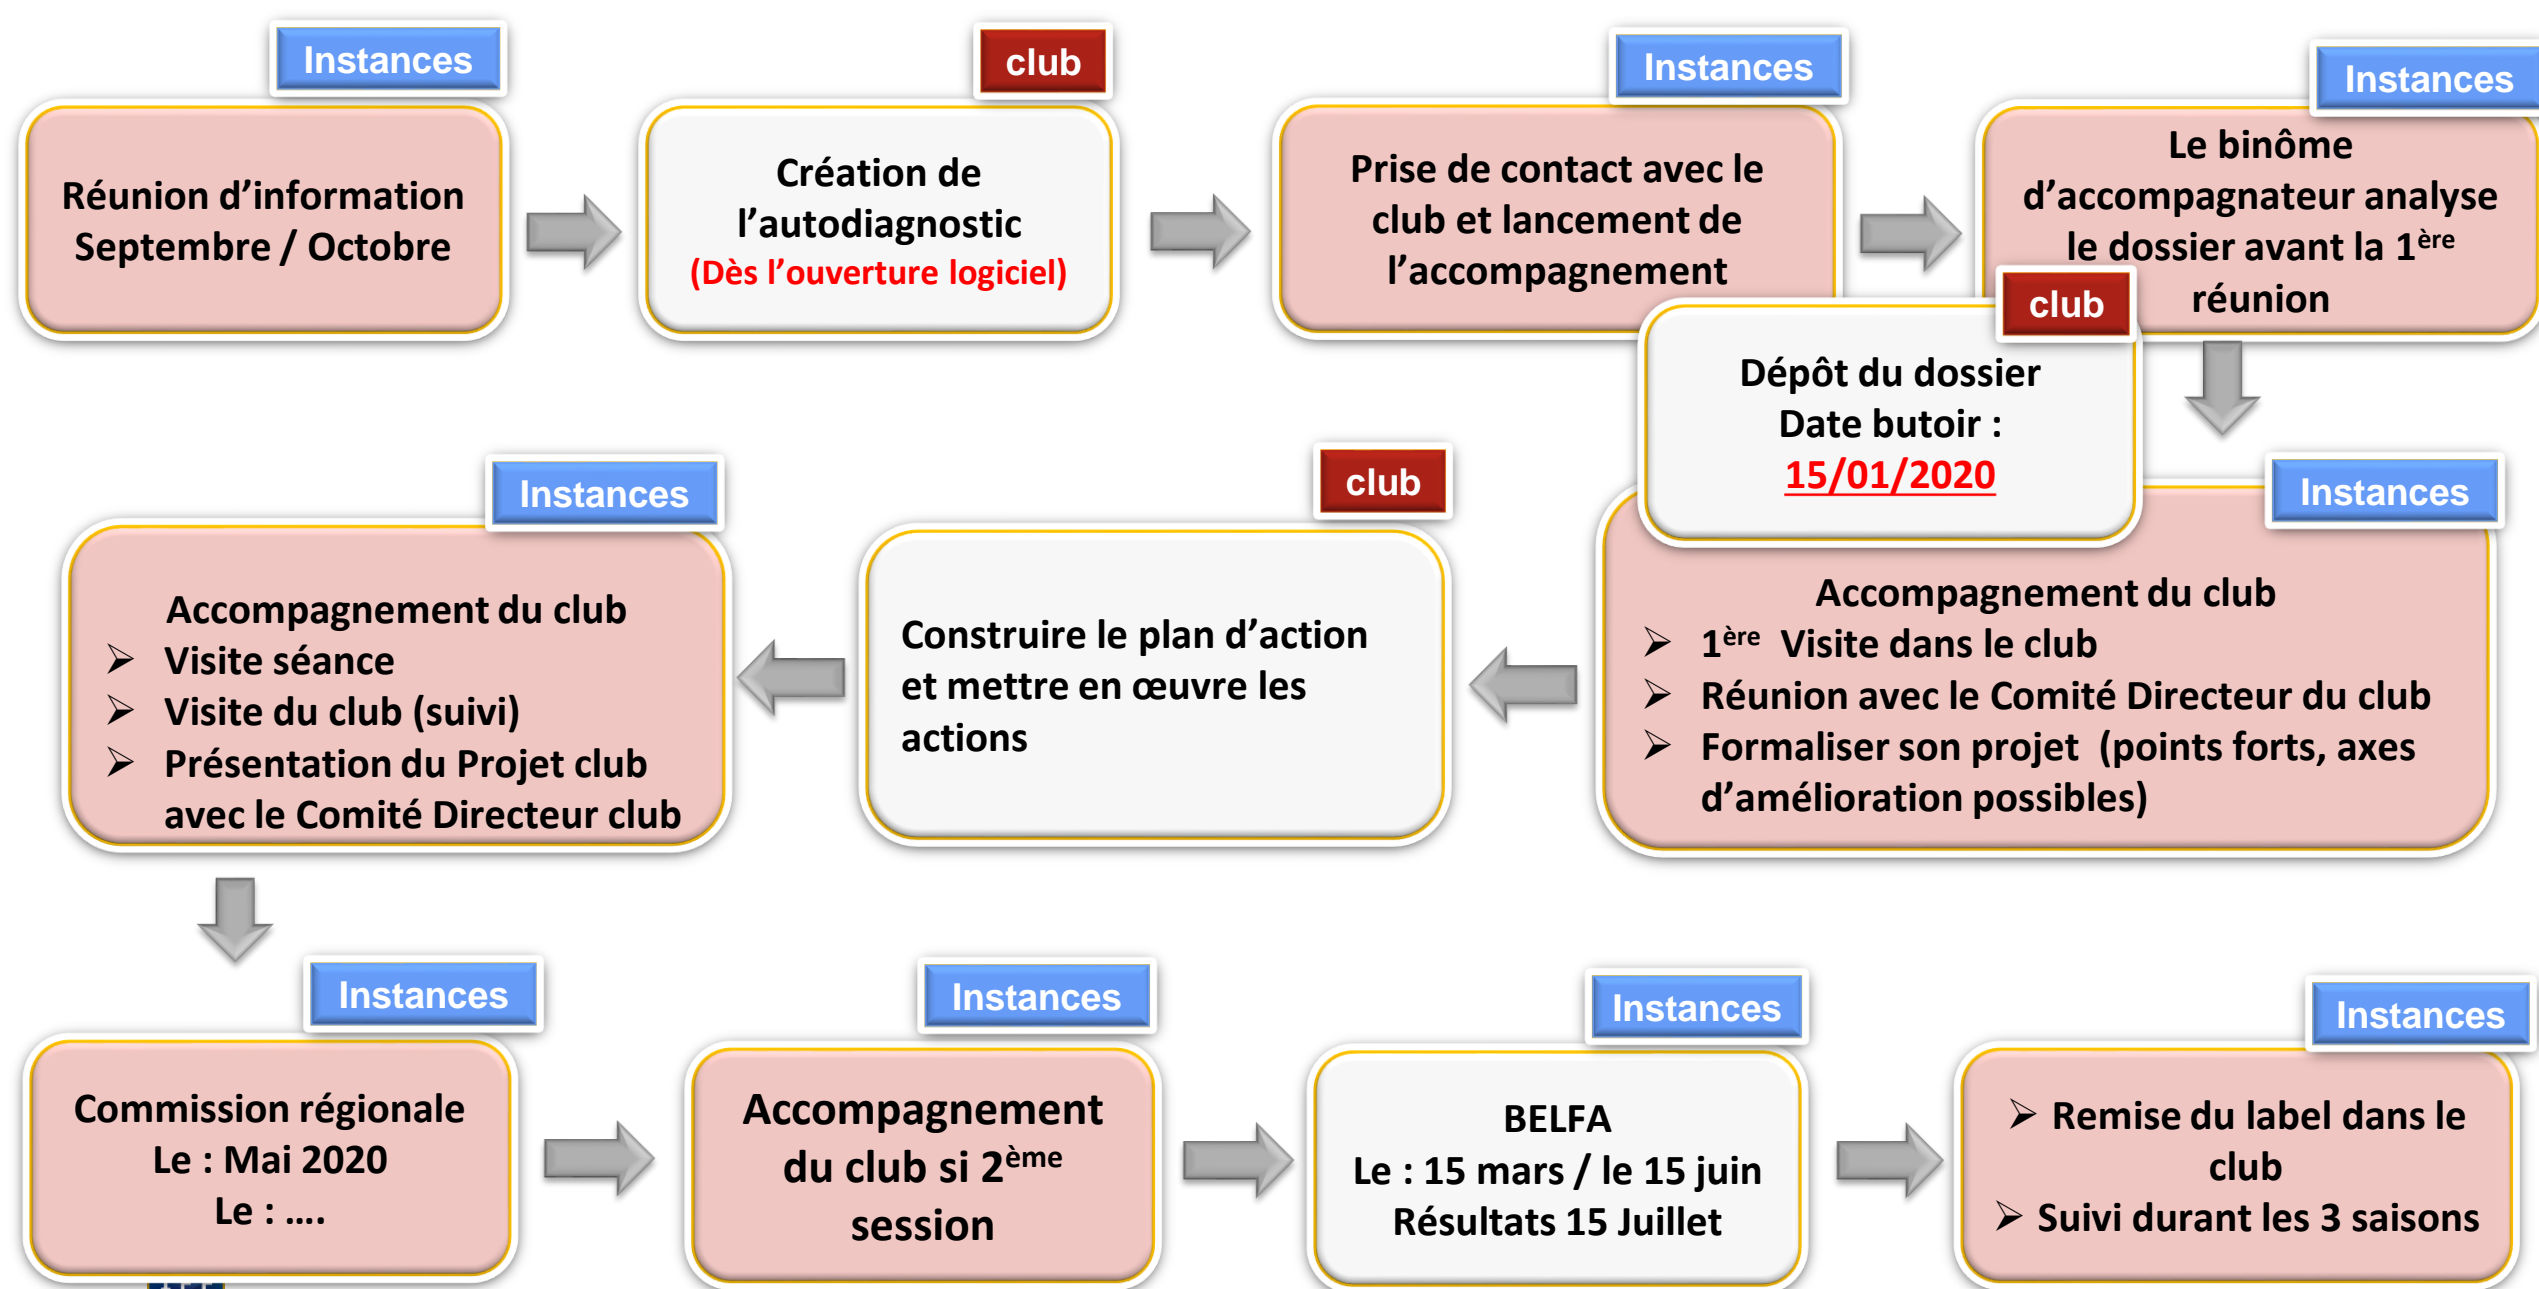 Instances
Réunion d’information
Septembre / Octobre
club
Création de
l’autodiagnostic
(Dès l’ouverture logiciel)
Instances
Prise de contact avec le
club et lancement de
l’accompagnement
Instances
Le binôme
d’accompagnateur analyse
le dossier avant la 1ère
réunion
club
Dépôt du dossier
Date butoir :
15/01/2020
Instances
Accompagnement du club
➢ 1ère Visite dans le club
➢ Réunion avec le Comité Directeur du club
➢ Formaliser son projet (points forts, axes
d’amélioration possibles)
club
Construire le plan d’action
et mettre en œuvre les
actions
Instances
Accompagnement du club
➢ Visite séance
➢ Visite du club (suivi)
➢ Présentation du Projet club
avec le Comité Directeur club
Instances
Commission régionale
Le : Mai 2020
Le : ….
Instances
Accompagnement
du club si 2ème
session
Instances
BELFA
Le : 15 mars / le 15 juin
Résultats 15 Juillet
Instances
➢ Remise du label dans le
club
➢ Suivi durant les 3 saisons